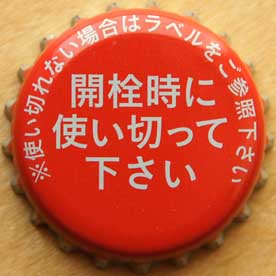 ※使い切れない場合はラベルをご参照下さい
開栓時に
使い切って
下さい